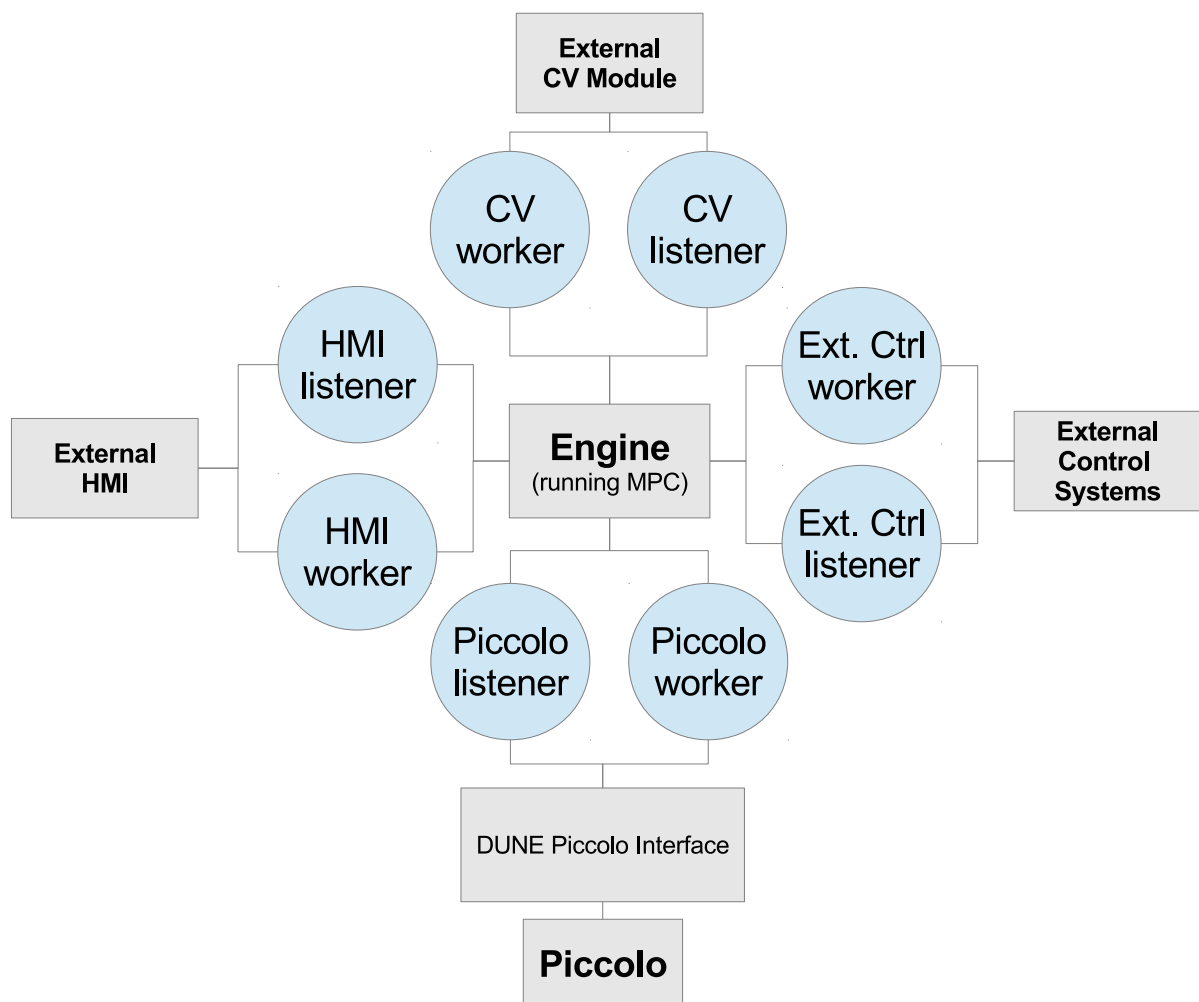 External
CV Module
CV
worker
CV
listener
HMI
listener
Ext. Ctrl
worker
External
HMI
Engine
(running MPC)
External
Control
Systems
HMI
worker
Ext. Ctrl
listener
Piccolo
listener
Piccolo
worker
DUNE Piccolo Interface
Piccolo